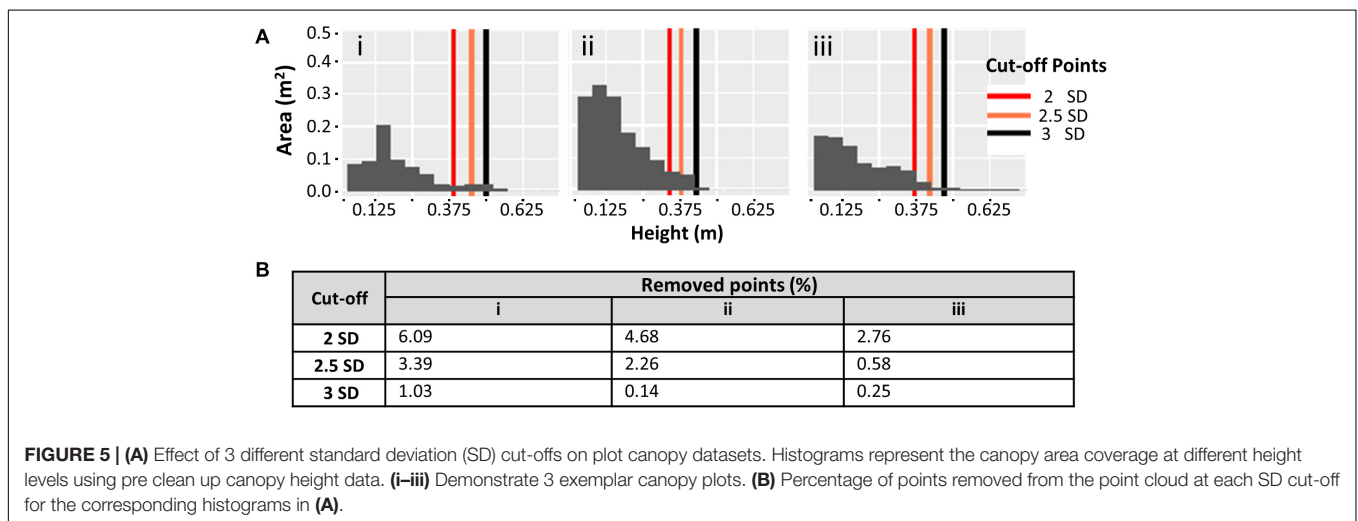 A
i ii iii
0.5
0.4
0.3
0.2
0.1
0.0
Area (m²)
0.125 0.375 0.625 0.125 0.375 0.625 0.125 0.375 0.625
Height (m)
Cut-off Points
2 SD
2.5 SD
3 SD
B
Cut-off Removed points (%)
i ii iii
2 SD 6.09 4.68 2.76
2.5 SD 3.39 2.26 0.58
3 SD 1.03 0.14 0.25
FIGURE 5 | (A) Effect of 3 different standard deviation (SD) cut-offs on plot canopy datasets. Histograms represent the canopy area coverage at different height
levels using pre clean up canopy height data. (i–iii) Demonstrate 3 exemplar canopy plots. (B) Percentage of points removed from the point cloud at each SD cut-off
for the corresponding histograms in (A).